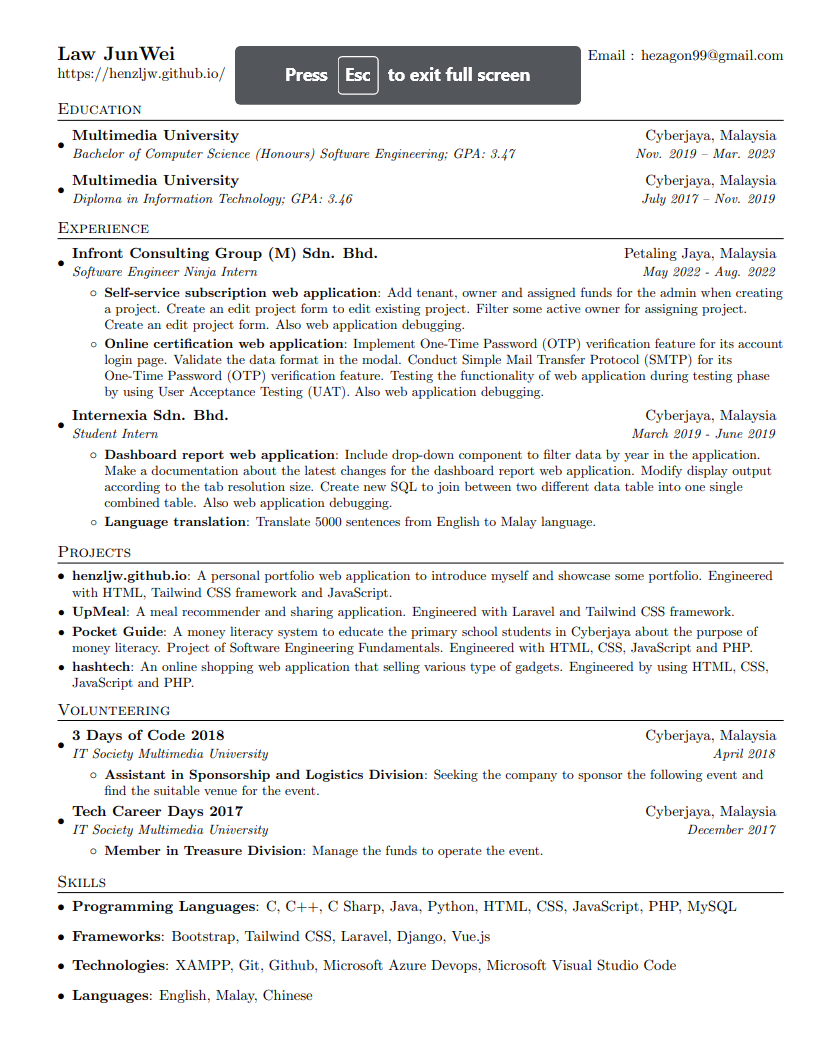 Law JunWei
https://henzljw.github.io/
Email : hezagon99@gmail.com
Press Esc to exit full screen
Education
• Multimedia University Cyberjaya, Malaysia
Bachelor of Computer Science (Honours) Software Engineering; GPA: 3.47 Nov. 2019 – Mar. 2023
• Multimedia University Cyberjaya, Malaysia
Diploma in Information Technology; GPA: 3.46 July 2017 – Nov. 2019
Experience
• Infront Consulting Group (M) Sdn. Bhd. Petaling Jaya, Malaysia
Software Engineer Ninja Intern May 2022 - Aug. 2022
◦ Self-service subscription web application: Add tenant, owner and assigned funds for the admin when creating
a project. Create an edit project form to edit existing project. Filter some active owner for assigning project.
Create an edit project form. Also web application debugging.
◦ Online certification web application: Implement One-Time Password (OTP) verification feature for its account
login page. Validate the data format in the modal. Conduct Simple Mail Transfer Protocol (SMTP) for its
One-Time Password (OTP) verification feature. Testing the functionality of web application during testing phase
by using User Acceptance Testing (UAT). Also web application debugging.
• Internexia Sdn. Bhd. Cyberjaya, Malaysia
Student Intern March 2019 - June 2019
◦ Dashboard report web application: Include drop-down component to filter data by year in the application.
Make a documentation about the latest changes for the dashboard report web application. Modify display output
according to the tab resolution size. Create new SQL to join between two different data table into one single
combined table. Also web application debugging.
◦ Language translation: Translate 5000 sentences from English to Malay language.
Projects
• henzljw.github.io: A personal portfolio web application to introduce myself and showcase some portfolio. Engineered
with HTML, Tailwind CSS framework and JavaScript.
• UpMeal: A meal recommender and sharing application. Engineered with Laravel and Tailwind CSS framework.
• Pocket Guide: A money literacy system to educate the primary school students in Cyberjaya about the purpose of
money literacy. Project of Software Engineering Fundamentals. Engineered with HTML, CSS, JavaScript and PHP.
• hashtech: An online shopping web application that selling various type of gadgets. Engineered by using HTML, CSS,
JavaScript and PHP.
Volunteering
• 3 Days of Code 2018 Cyberjaya, Malaysia
IT Society Multimedia University April 2018
◦ Assistant in Sponsorship and Logistics Division: Seeking the company to sponsor the following event and
find the suitable venue for the event.
• Tech Career Days 2017 Cyberjaya, Malaysia
IT Society Multimedia University December 2017
◦ Member in Treasure Division: Manage the funds to operate the event.
Skills
• Programming Languages: C, C++, C Sharp, Java, Python, HTML, CSS, JavaScript, PHP, MySQL
• Frameworks: Bootstrap, Tailwind CSS, Laravel, Django, Vue.js
• Technologies: XAMPP, Git, Github, Microsoft Azure Devops, Microsoft Visual Studio Code
• Languages: English, Malay, Chinese